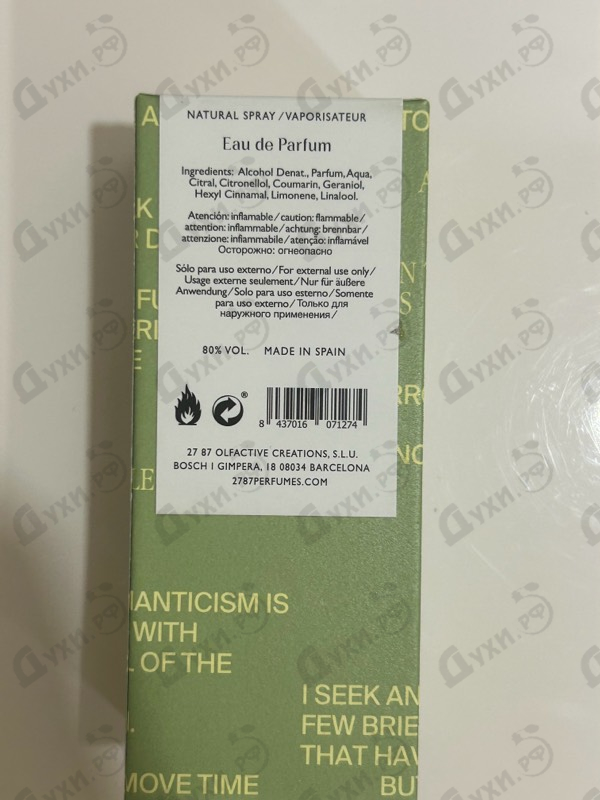 NATURAL SPRAY / VAPORISATEUR
Eau de Parfum
Ingredients: Alcohol Denat., Parfum, Aqua,
Citral, Citronellol, Coumarin, Geraniol,
Hexyl Cinnamal, Limonene, Linalool.
Atención: inflamable / caution: flammable /
attention: inflammable / achtung: brennbar /
attenzione: infiammabile / atenção: inflamável
Осторожно: огнеопасно
Sólo para uso externo / For external use only /
Usage externe seulement / Nur für äußere
Anwendung / Solo para uso esterno / Somente
para uso externo / Только для
наружного применения /
80% VOL. MADE IN SPAIN
8 437016 071274
27 87 OLFACTIVE CREATIONS, S.L.U.
BOSCH I GIMPERA, 18 08034 BARCELONA
2787PERFUMES.COM
ANTICISM IS
WITH
OF THE
I SEEK AN
FEW BRIE
THAT HAV
MOVE TIME
BU
Духи.рф